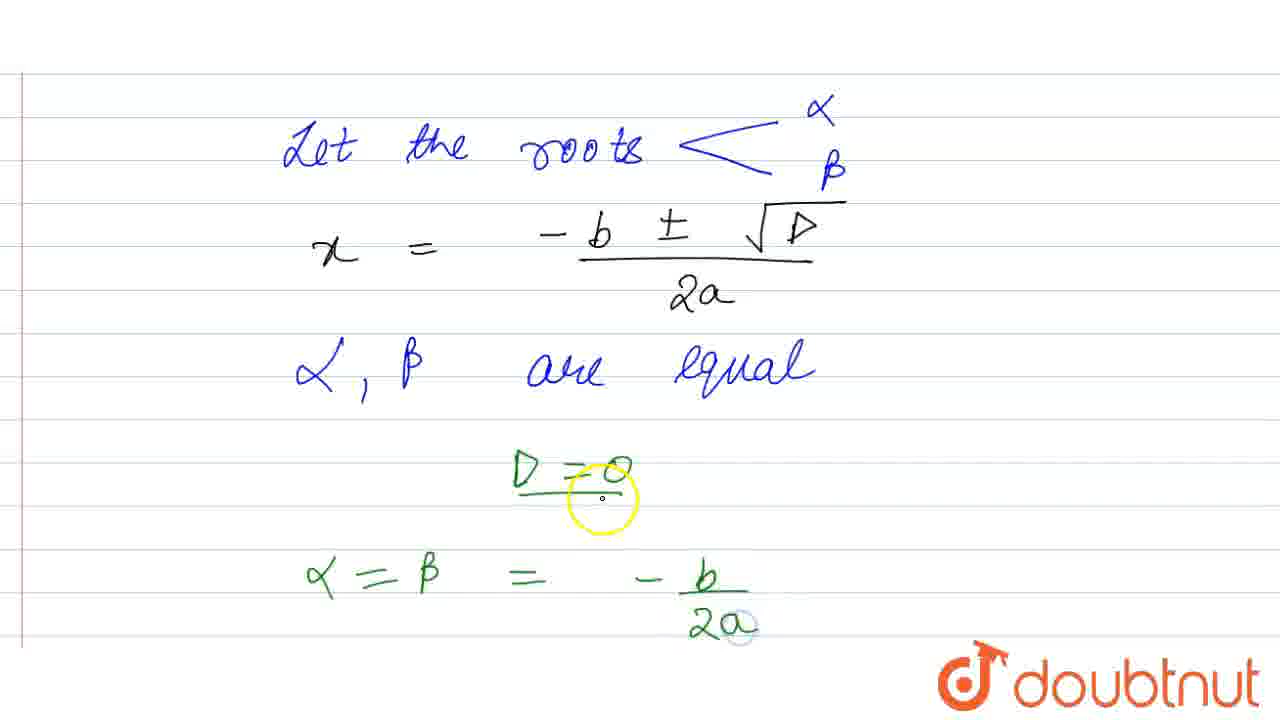 Let the roots < α
β
x = -b ± √D / 2a
α, β are equal
D = 0
α = β = - b / 2a
doubtnut